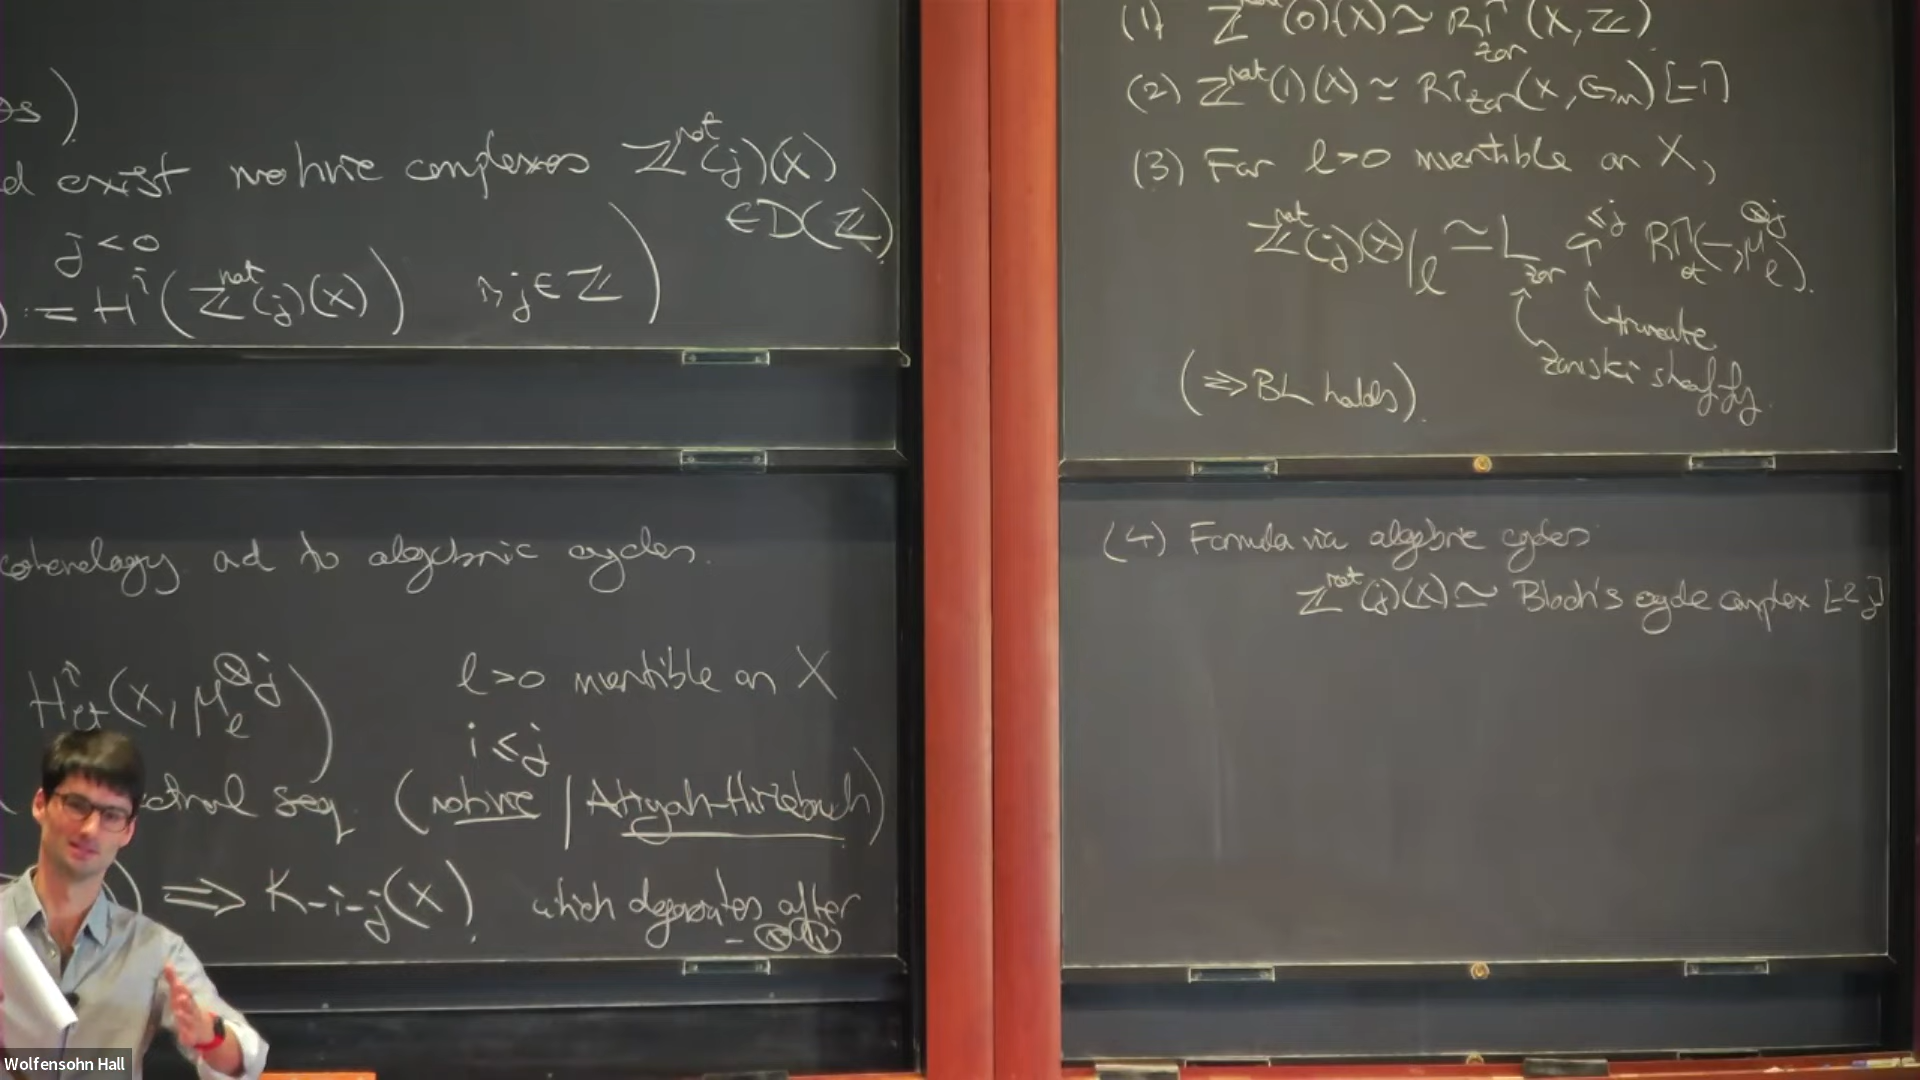 os)
d exist motivic complexes ℤ^mot(j)(X)
∈D(ℤ)
j<0
) := H^i(ℤ^mot(j)(X)) i,j∈ℤ)
cohomology and to algebraic cycles.
H^i_ét(X, μ_ℓ^⊗j) ℓ>0 invertible on X
i≤j
ctral seq. (motivic / Atiyah-Hirzebruch)
) ⇒ K_-i-j(X) which degenerates after
-⊗ℚ
(1) ℤ^mot(0)(X) ≃ RΓ_zar(X,ℤ)
(2) ℤ^mot(1)(X) ≃ RΓ_zar(X,G_m)[-1]
(3) For ℓ>0 invertible on X,
ℤ^mot(j)(X)/ℓ ≃ L_zar τ^≤j RΓ_ét(-,μ_ℓ^⊗j).
truncate
zariski sheafify.
(⇒ BL holds).
(4) Formula via algebraic cycles
ℤ^mot(j)(X) ≃ Bloch's cycle complex [-2j]
Wolfensohn Hall